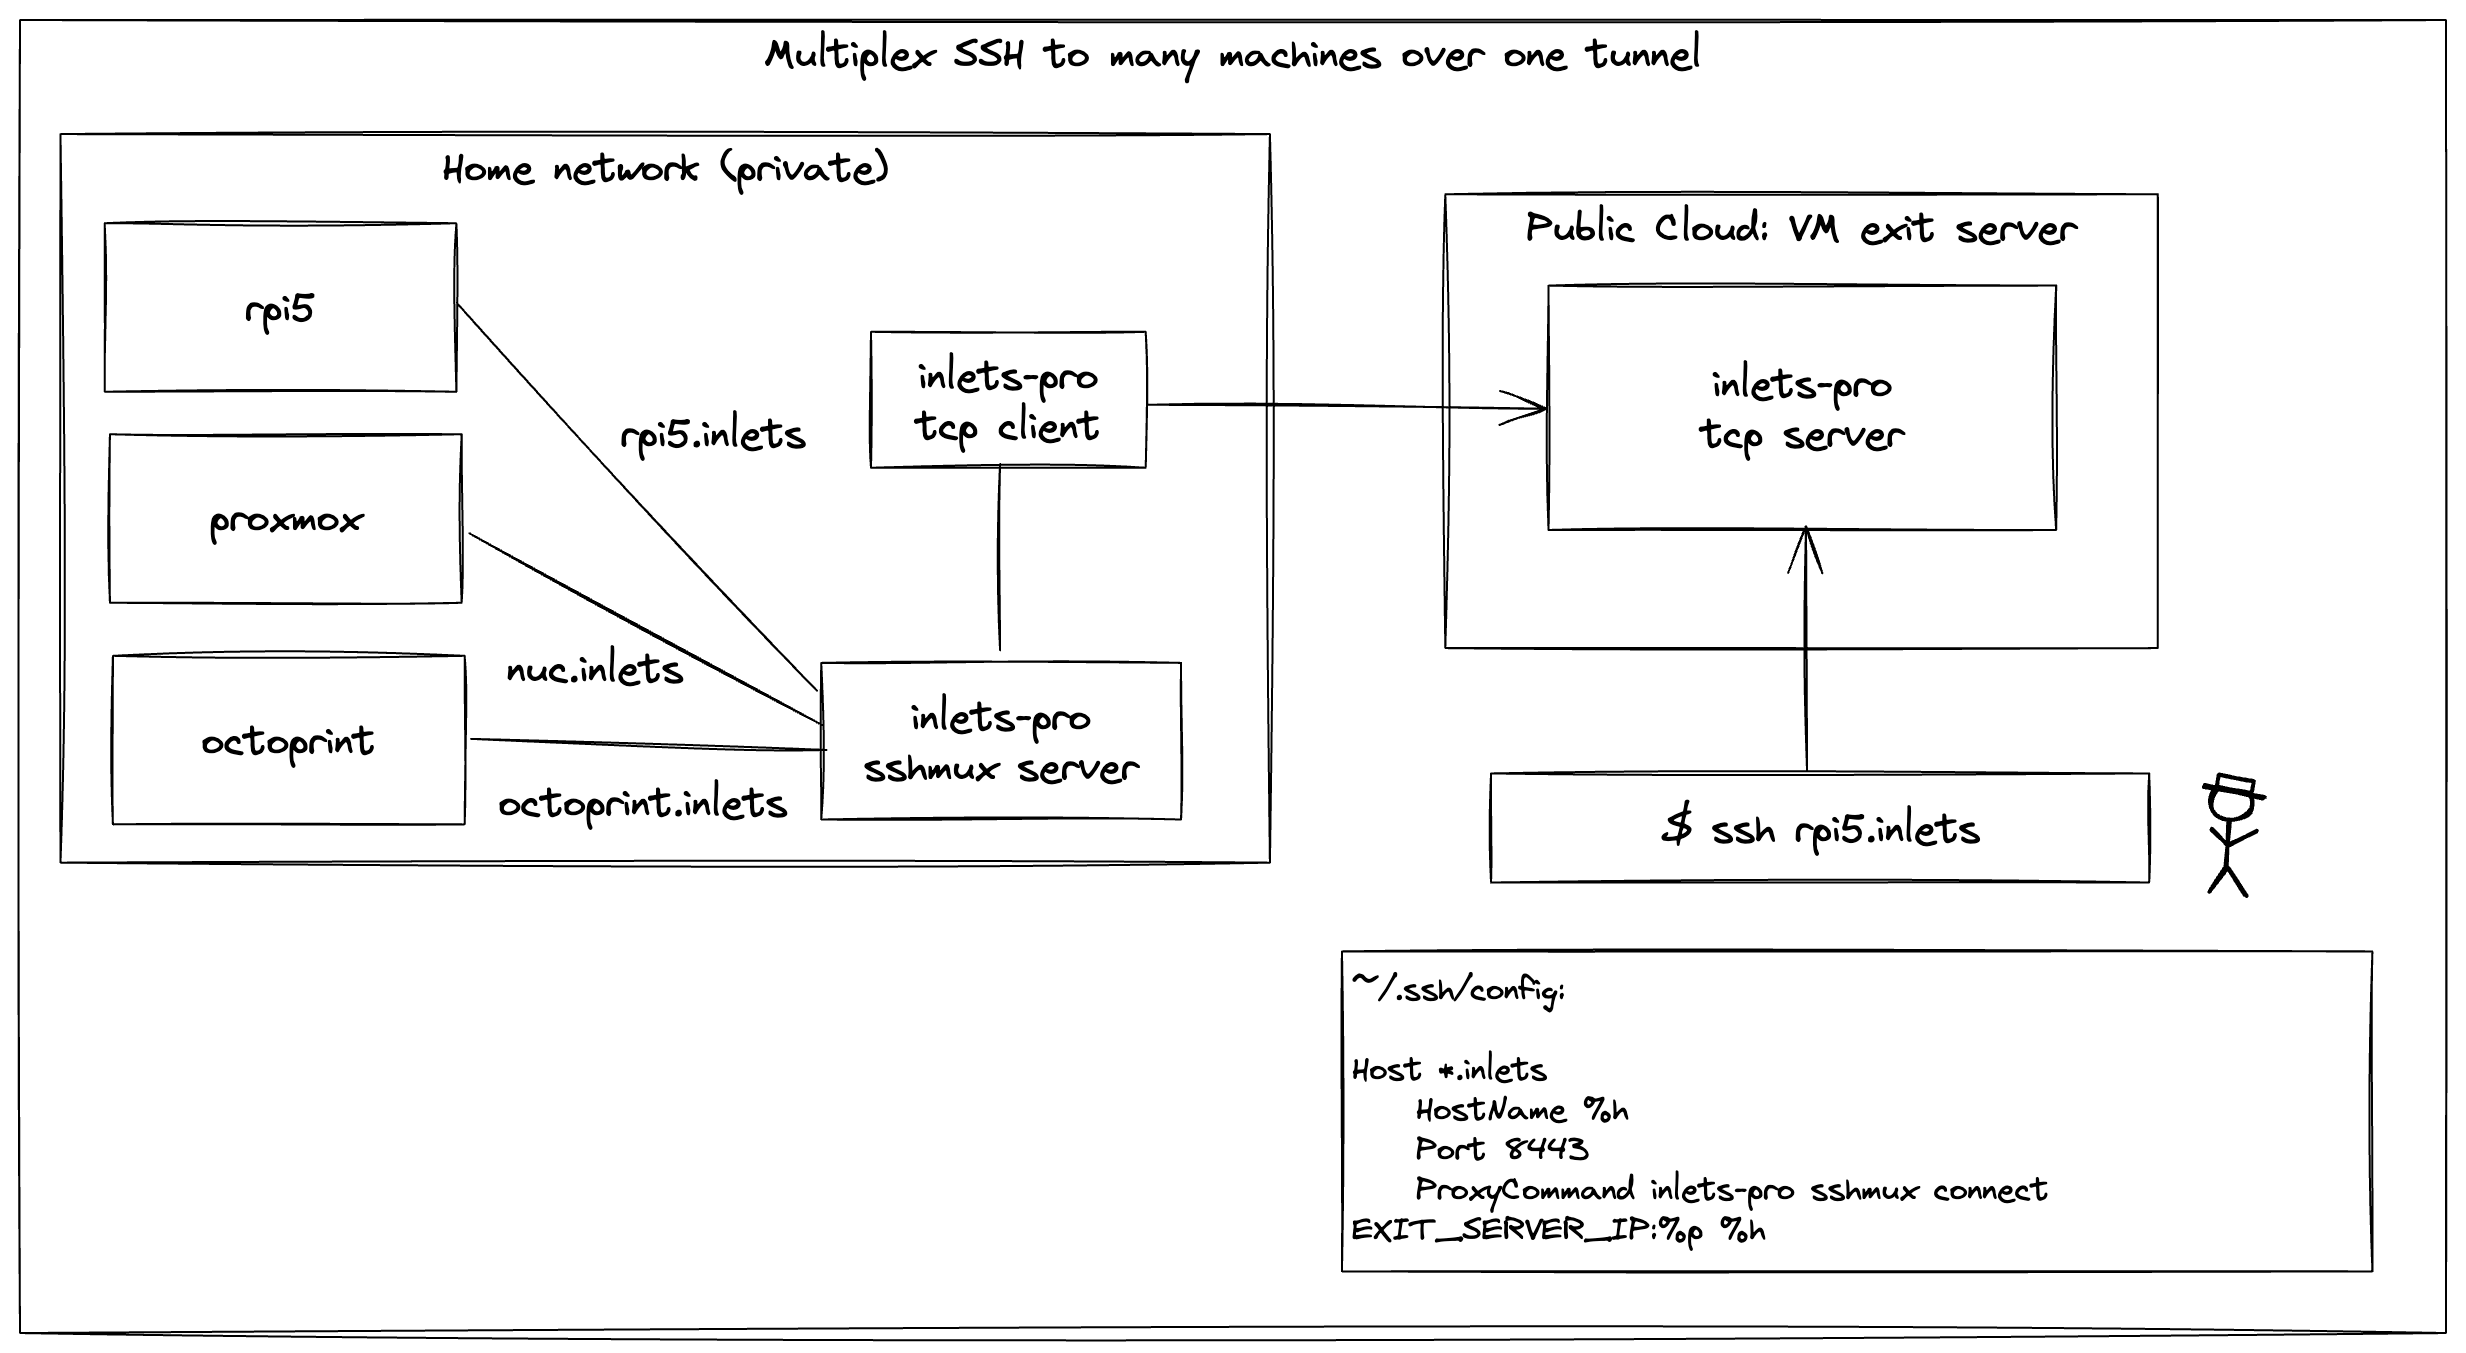 Multiplex SSH to many machines over one tunnel
Home network (private)
rpi5
proxmox
octoprint
rpi5.inlets
nuc.inlets
octoprint.inlets
inlets-pro
tcp client
inlets-pro
sshmux server
Public Cloud: VM exit server
inlets-pro
tcp server
$ ssh rpi5.inlets
~/.ssh/config:
Host *.inlets
HostName %h
Port 8443
ProxyCommand inlets-pro sshmux connect
EXIT_SERVER_IP:%p %h